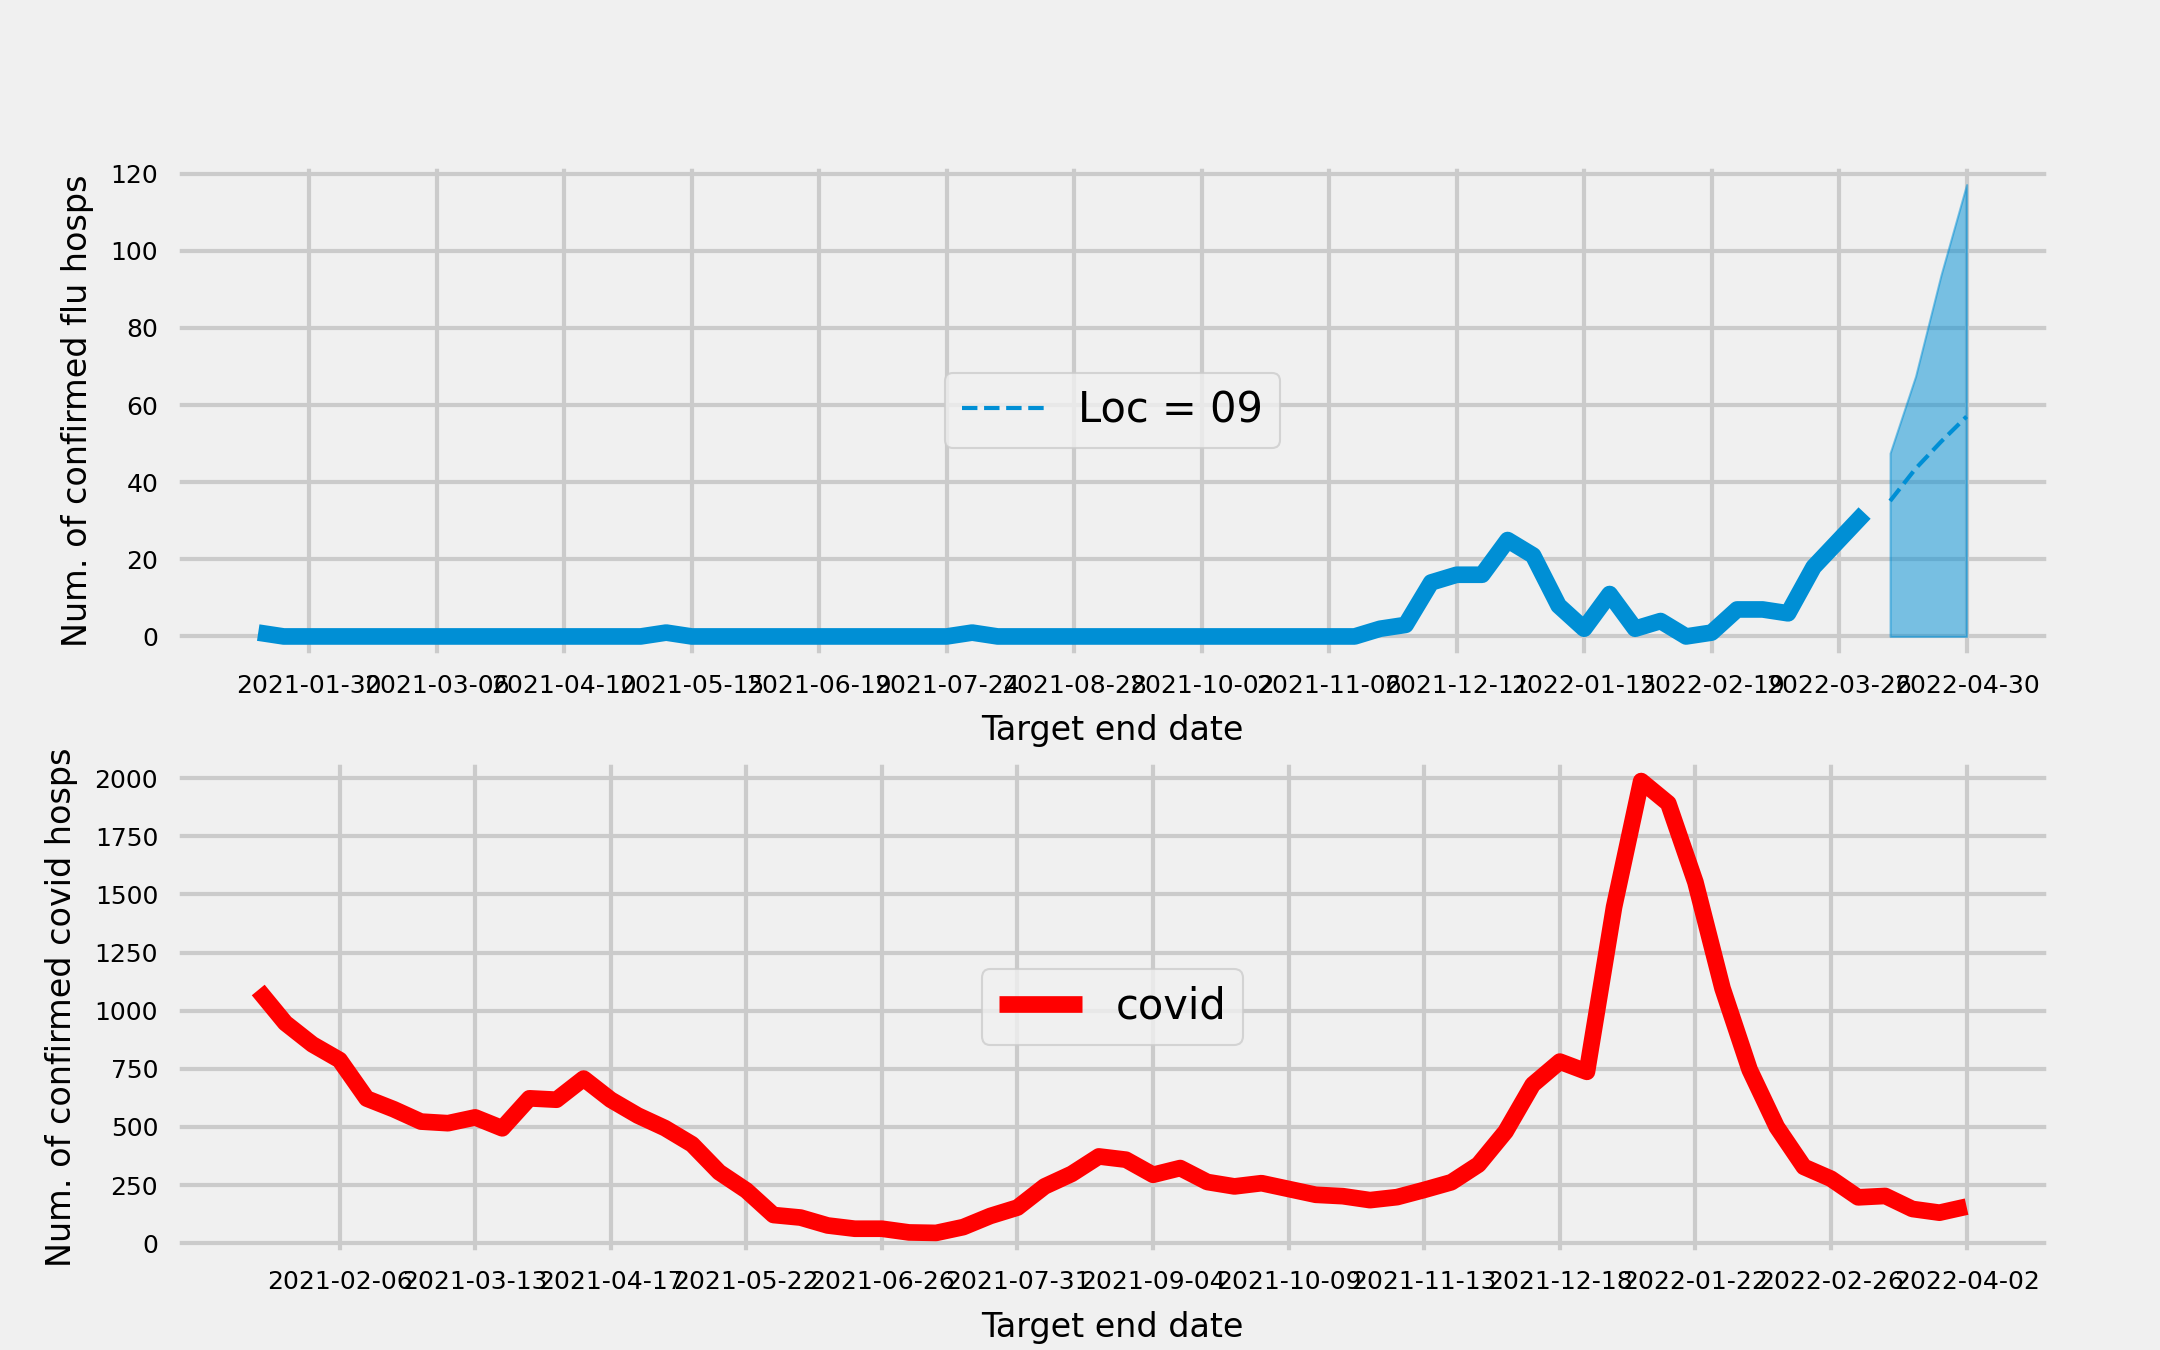 Num. of confirmed flu hosps
120
100
80
60
40
20
0
Loc = 09
2021-01-30 2021-03-06 2021-04-10 2021-05-15 2021-06-19 2021-07-24 2021-08-28 2021-10-02 2021-11-06 2021-12-11 2022-01-15 2022-02-19 2022-03-26 2022-04-30
Target end date
Num. of confirmed covid hosps
2000
1750
1500
1250
1000
750
500
250
0
covid
2021-02-06 2021-03-13 2021-04-17 2021-05-22 2021-06-26 2021-07-31 2021-09-04 2021-10-09 2021-11-13 2021-12-18 2022-01-22 2022-02-26 2022-04-02
Target end date